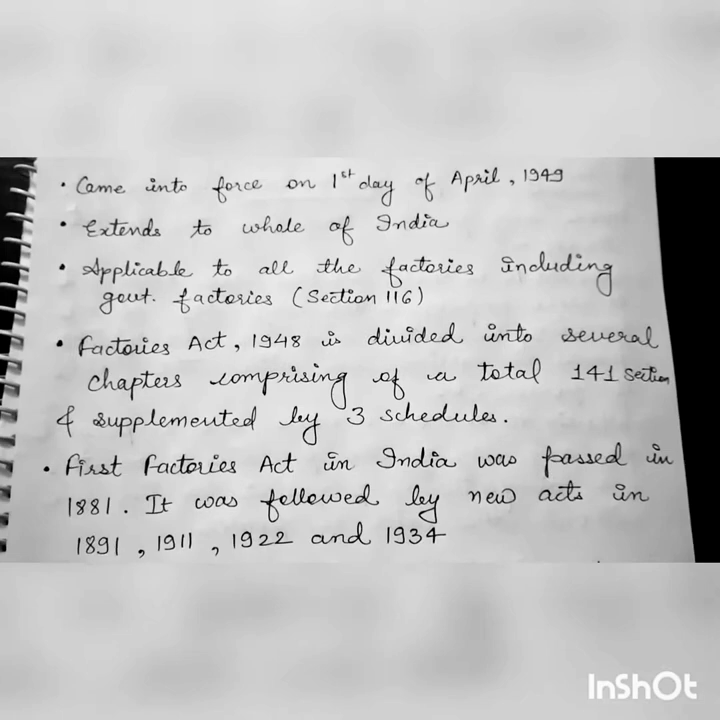 • Came into force on 1st day of April, 1949
• Extends to whole of India
• Applicable to all the factories including
govt. factories (Section 116)
• Factories Act, 1948 is divided into several
chapters comprising of a total 141 section
& supplemented by 3 schedules.
• First Factories Act in India was passed in
1881. It was followed by new acts in
1891, 1911, 1922 and 1934
InShOt